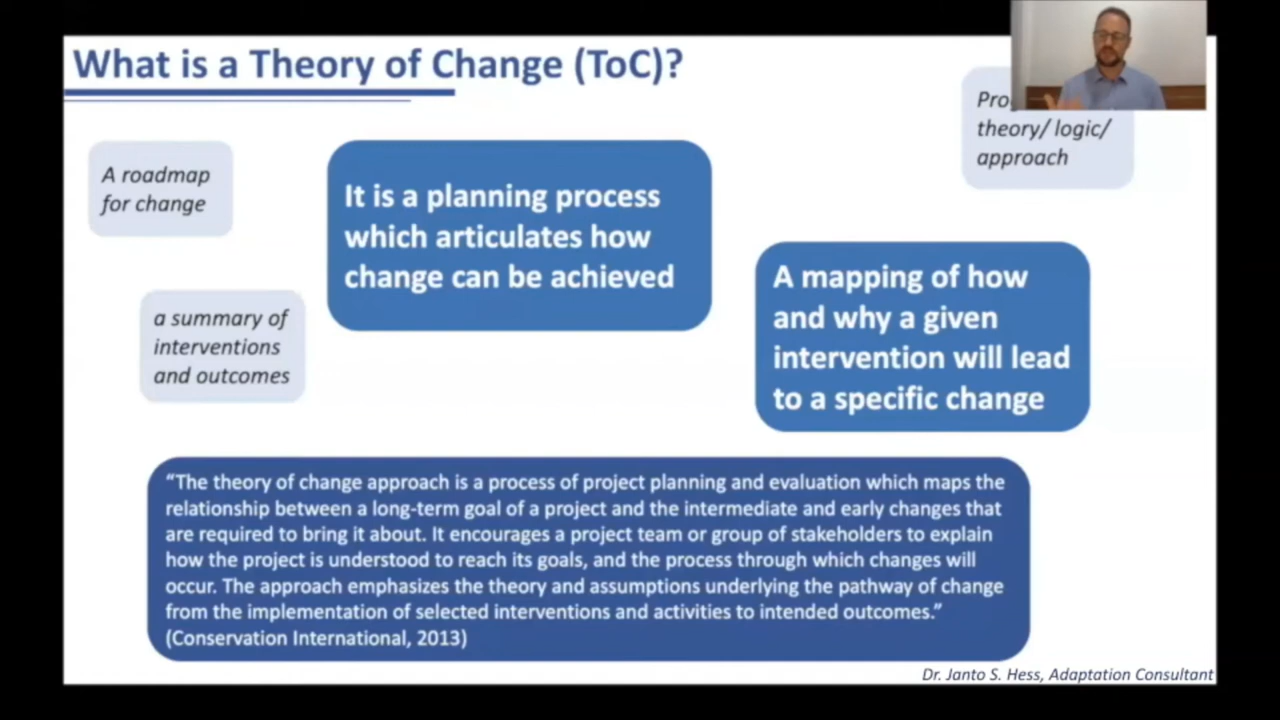 What is a Theory of Change (ToC)?
theory/ logic/
approach
A roadmap
for change
It is a planning process
which articulates how
change can be achieved
A mapping of how
and why a given
intervention will lead
to a specific change
a summary of
interventions
and outcomes
“The theory of change approach is a process of project planning and evaluation which maps the
relationship between a long-term goal of a project and the intermediate and early changes that
are required to bring it about. It encourages a project team or group of stakeholders to explain
how the project is understood to reach its goals, and the process through which changes will
occur. The approach emphasizes the theory and assumptions underlying the pathway of change
from the implementation of selected interventions and activities to intended outcomes.”
(Conservation International, 2013)
Dr. Janto S. Hess, Adaptation Consultant